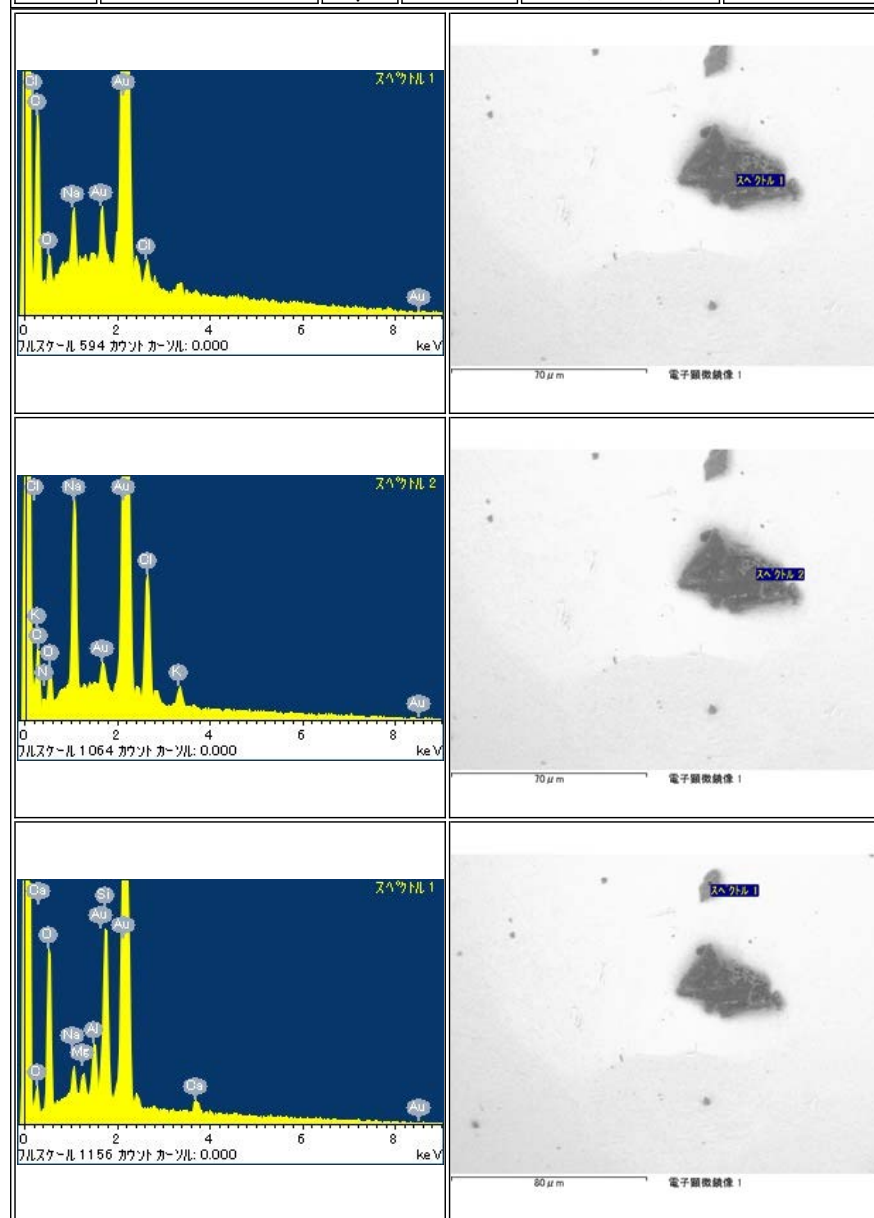 スペクトル 1
Cl
C
O
Na
Au
Au
Cl
Au
0 2 4 6 8
フルスケール 594 カウント カーソル: 0.000 keV
スペクトル 1
70μm 電子顕微鏡像 1
スペクトル 2
Cl
Na
Au
K
C
O
N
Au
Cl
K
Au
0 2 4 6 8
フルスケール 1064 カウント カーソル: 0.000 keV
スペクトル 2
70μm 電子顕微鏡像 1
スペクトル 1
Ca
Si
Au
Au
O
C
Na
Mg
Al
Ca
Au
0 2 4 6 8
フルスケール 1156 カウント カーソル: 0.000 keV
スペクトル 1
80μm 電子顕微鏡像 1